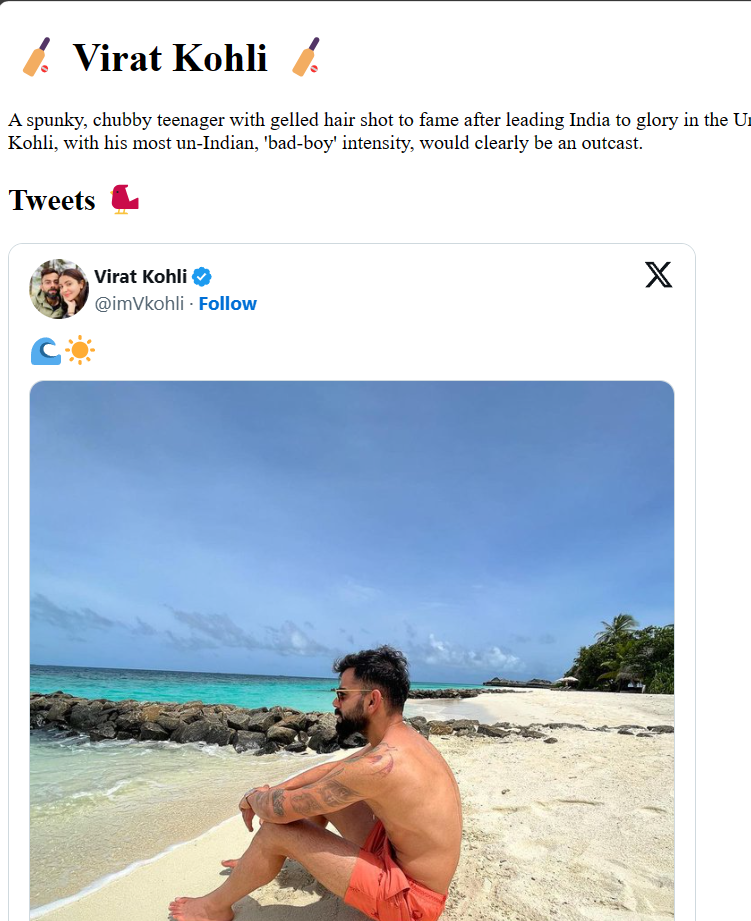 Virat Kohli
A spunky, chubby teenager with gelled hair shot to fame after leading India to glory in the
Kohli, with his most un-Indian, 'bad-boy' intensity, would clearly be an outcast.
Tweets
Virat Kohli
@imVkohli · Follow